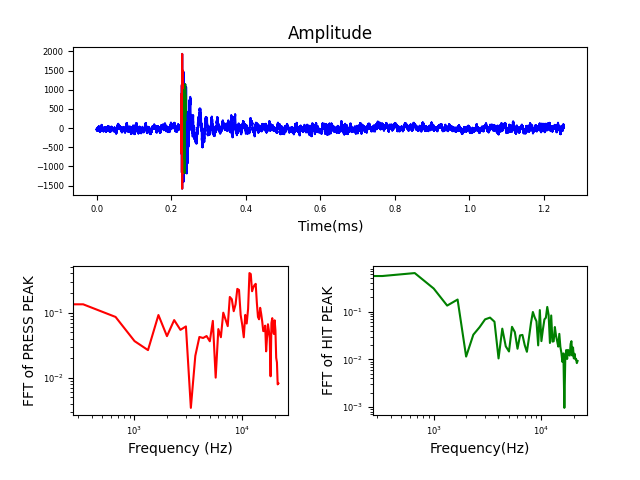 Amplitude
2000
1500
1000
500
0
−500
−1000
−1500
0.0 0.2 0.4 0.6 0.8 1.0 1.2
Time(ms)
FFT of PRESS PEAK
10⁻¹
10⁻²
10³ 10⁴
Frequency (Hz)
FFT of HIT PEAK
10⁻¹
10⁻²
10⁻³
10³ 10⁴
Frequency(Hz)